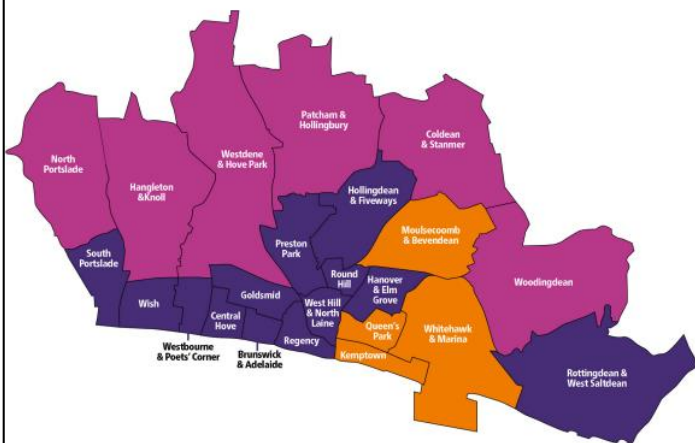 Patcham &
Hollingbury
Coldean
& Stanmer
North
Portslade
Westdene
& Hove Park
Hangleton
&Knoll
Hollingdean
& Fiveways
Moulsecoomb
& Bevendean
South
Portslade
Preston
Park
Round
Hill
Hanover
& Elm
Grove
Woodingdean
Wish
Goldsmid
Central
Hove
West Hill
& North
Laine
Queen's
Park
Whitehawk
& Marina
Regency
Kemptown
Westbourne
& Poets' Corner
Brunswick
& Adelaide
Rottingdean &
West Saltdean